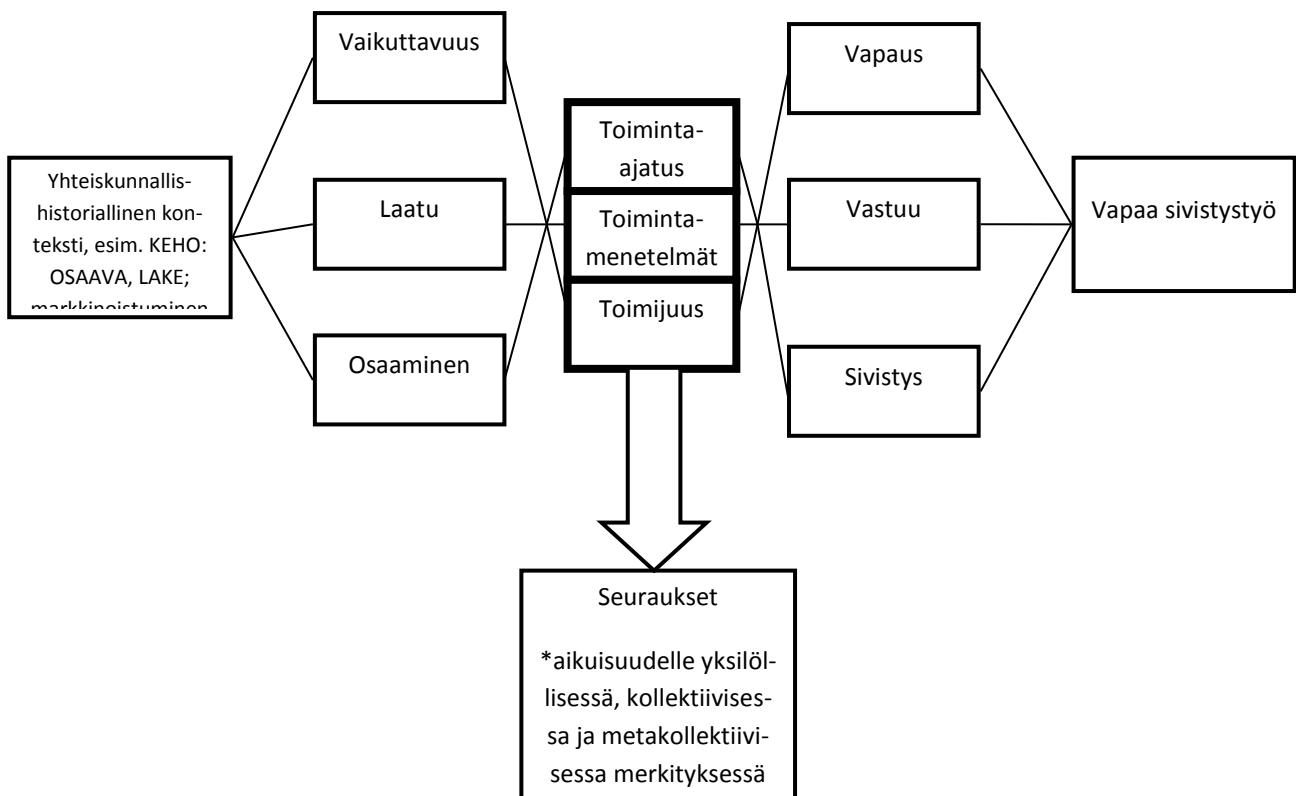 Yhteiskunnallis-
historiallinen kon-
teksti, esim. KEHO:
OSAAVA, LAKE;
markkinoistuminen
Vaikuttavuus
Laatu
Osaaminen
Toiminta-
ajatus
Toiminta-
menetelmät
Toimijuus
Vapaus
Vastuu
Sivistys
Vapaa sivistystyö
Seuraukset
*aikuisuudelle yksilöl-
lisessä, kollektiivises-
sa ja metakollektiivi-
sessa merkityksessä